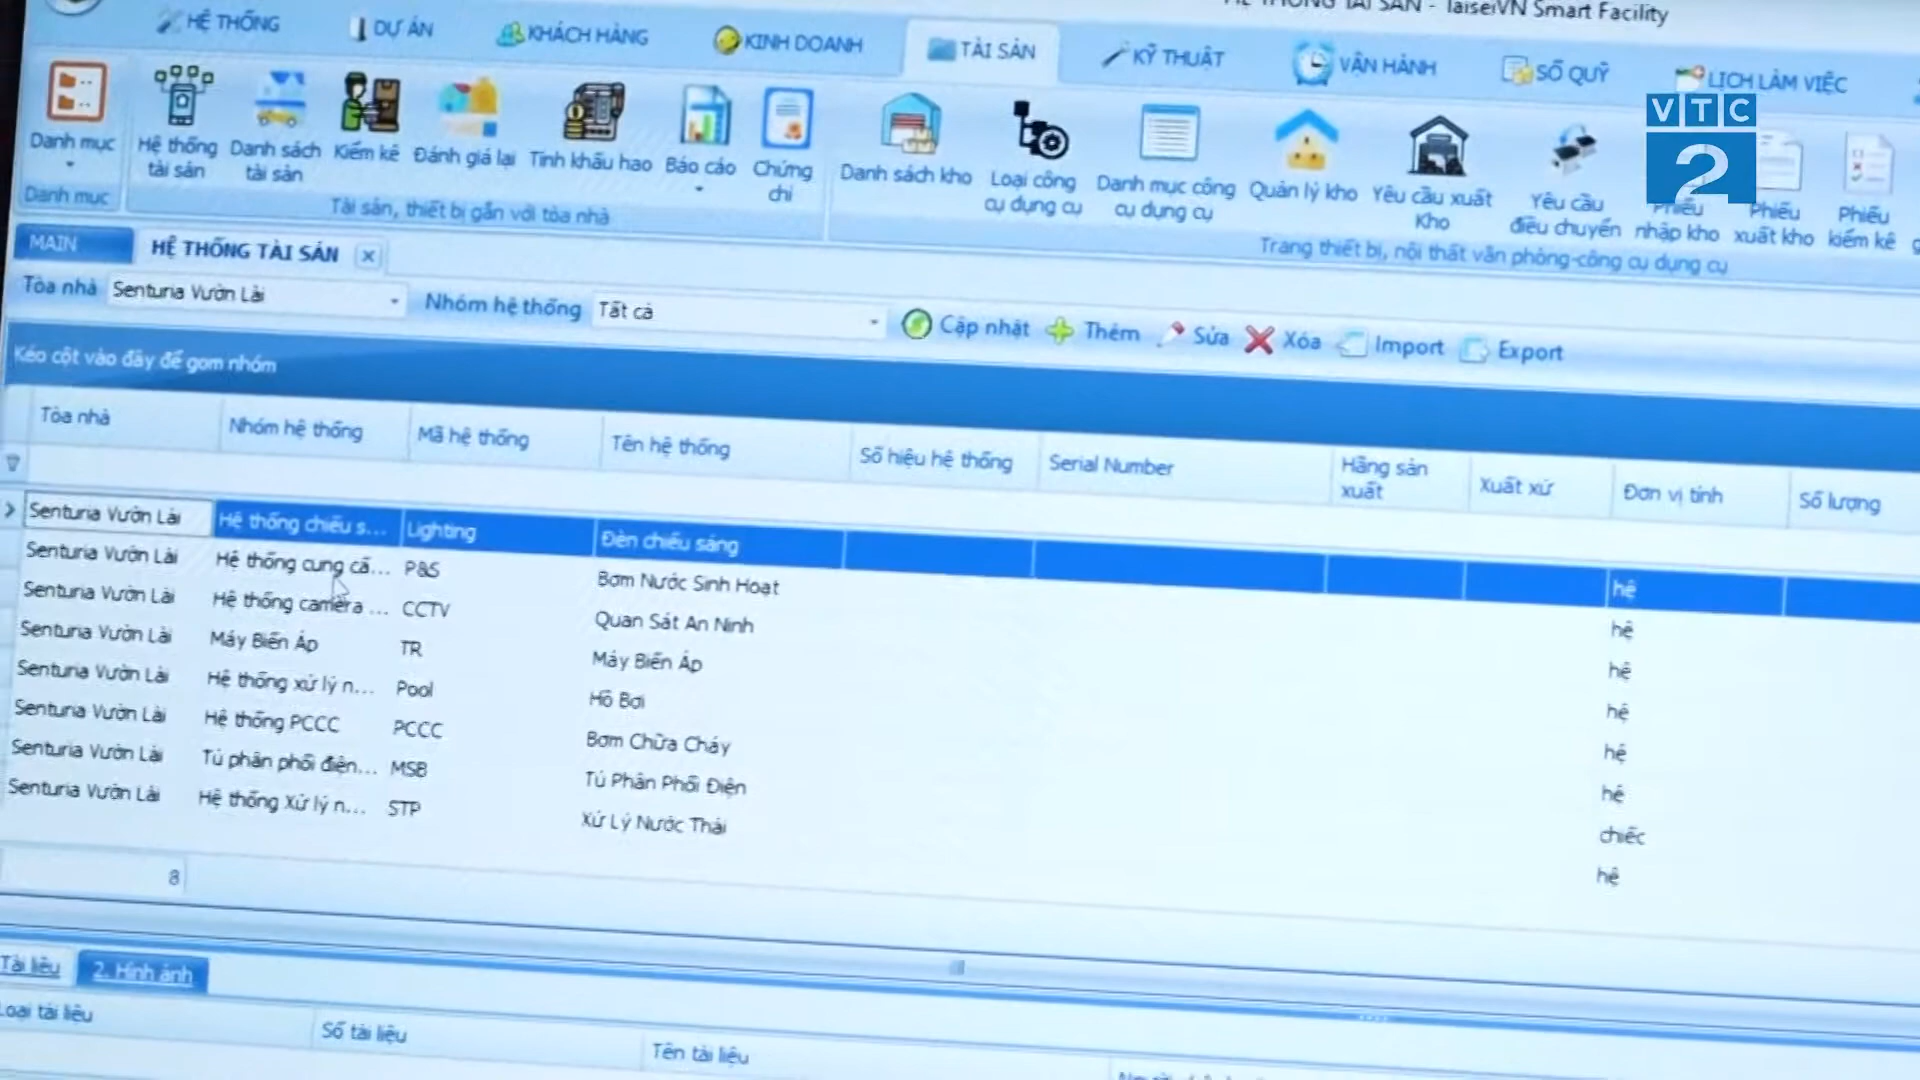 HỆ THỐNG TÀI SẢN - TaiseiVN Smart Facility
HỆ THỐNG
DỰ ÁN
KHÁCH HÀNG
KINH DOANH
TÀI SẢN
KỸ THUẬT
VẬN HÀNH
SỔ QUỸ
LỊCH LÀM VIỆC
VTC
2
Danh mục
Hệ thống tài sản
Danh sách tài sản
Kiểm kê
Đánh giá lại
Tính khấu hao
Báo cáo
Chứng chỉ
Danh sách kho
Loại công cụ dụng cụ
Danh mục công cụ dụng cụ
Quản lý kho
Yêu cầu xuất Kho
Yêu cầu điều chuyển
Phiếu nhập kho
Phiếu xuất kho
Phiếu kiểm kê
Danh mục
Tài sản, thiết bị gắn với tòa nhà
Trang thiết bị, nội thất văn phòng-công cụ dụng cụ
MAIN
HỆ THỐNG TÀI SẢN
Tòa nhà Senturia Vườn Lài Nhóm hệ thống Tất cả Cập nhật Thêm Sửa Xóa Import Export
Kéo cột vào đây để gom nhóm
Tòa nhà Nhóm hệ thống Mã hệ thống Tên hệ thống Số hiệu hệ thống Serial Number Hãng sản xuất Xuất xứ Đơn vị tính Số lượng
Senturia Vườn Lài Hệ thống chiếu s... Lighting Đèn chiếu sáng hệ
Senturia Vườn Lài Hệ thống cung cấ... P&S Bơm Nước Sinh Hoạt hệ
Senturia Vườn Lài Hệ thống camera ... CCTV Quan Sát An Ninh hệ
Senturia Vườn Lài Máy Biến Áp TR Máy Biến Áp hệ
Senturia Vườn Lài Hệ thống xử lý n... Pool Hồ Bơi hệ
Senturia Vườn Lài Hệ thống PCCC PCCC Bơm Chữa Cháy hệ
Senturia Vườn Lài Tủ phân phối điện... MSB Tủ Phân Phối Điện chiếc
Senturia Vườn Lài Hệ thống Xử lý n... STP Xử Lý Nước Thải hệ
8
Tài liệu
2. Hình ảnh
Loại tài liệu Số tài liệu Tên tài liệu